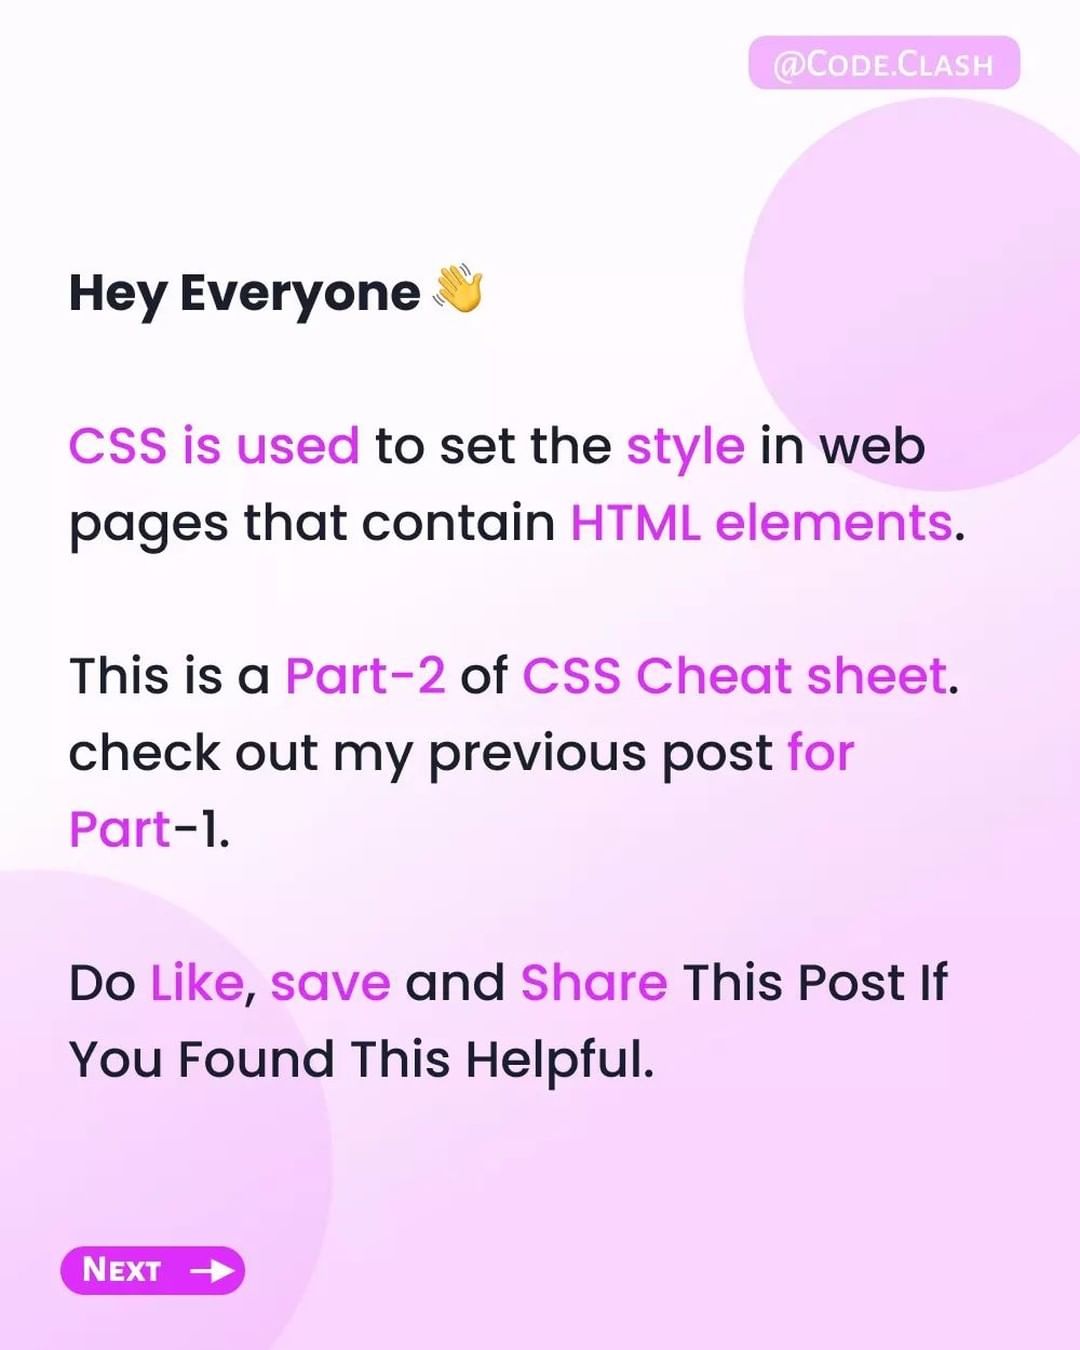 @CODE.CLASH
Hey Everyone 👋
CSS is used to set the style in web
pages that contain HTML elements.
This is a Part-2 of CSS Cheat sheet.
check out my previous post for
Part-1.
Do Like, save and Share This Post If
You Found This Helpful.
NEXT